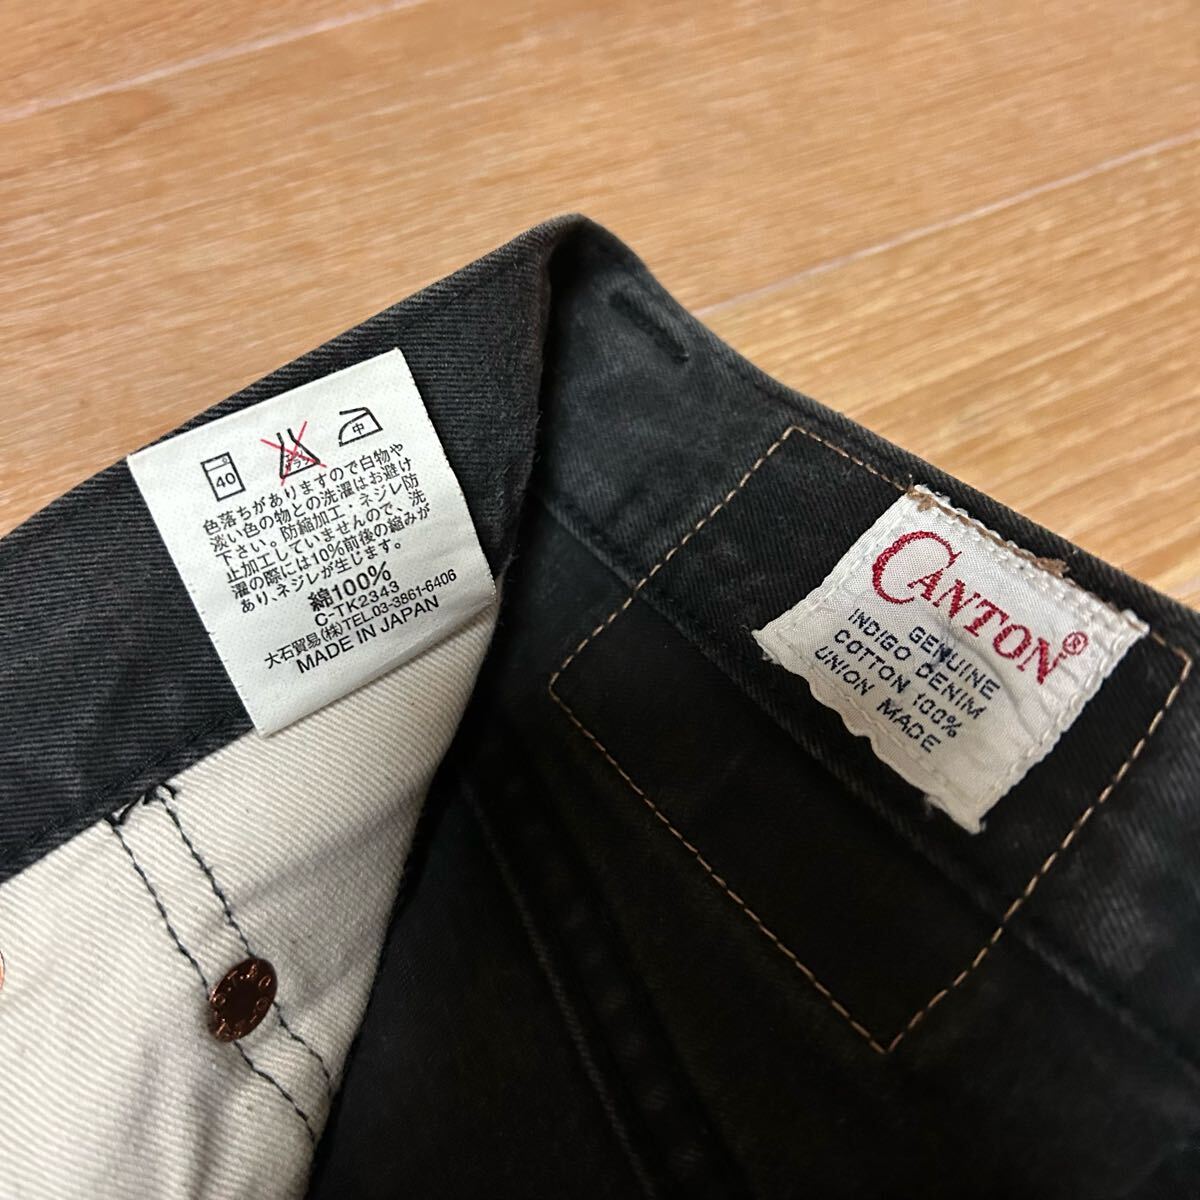 40
中
色落ちがありますので白物や
淡い色の物との洗濯はお避け
下さい。防縮加工・ネジレ防
止加工していませんので、洗
濯の際には10%前後の縮みが
あり、ネジレが生じます。
綿100%
C-TK2343
大石貿易(株)TEL03-3861-6406
MADE IN JAPAN
CANTON®
GENUINE
INDIGO DENIM
COTTON 100%
UNION MADE